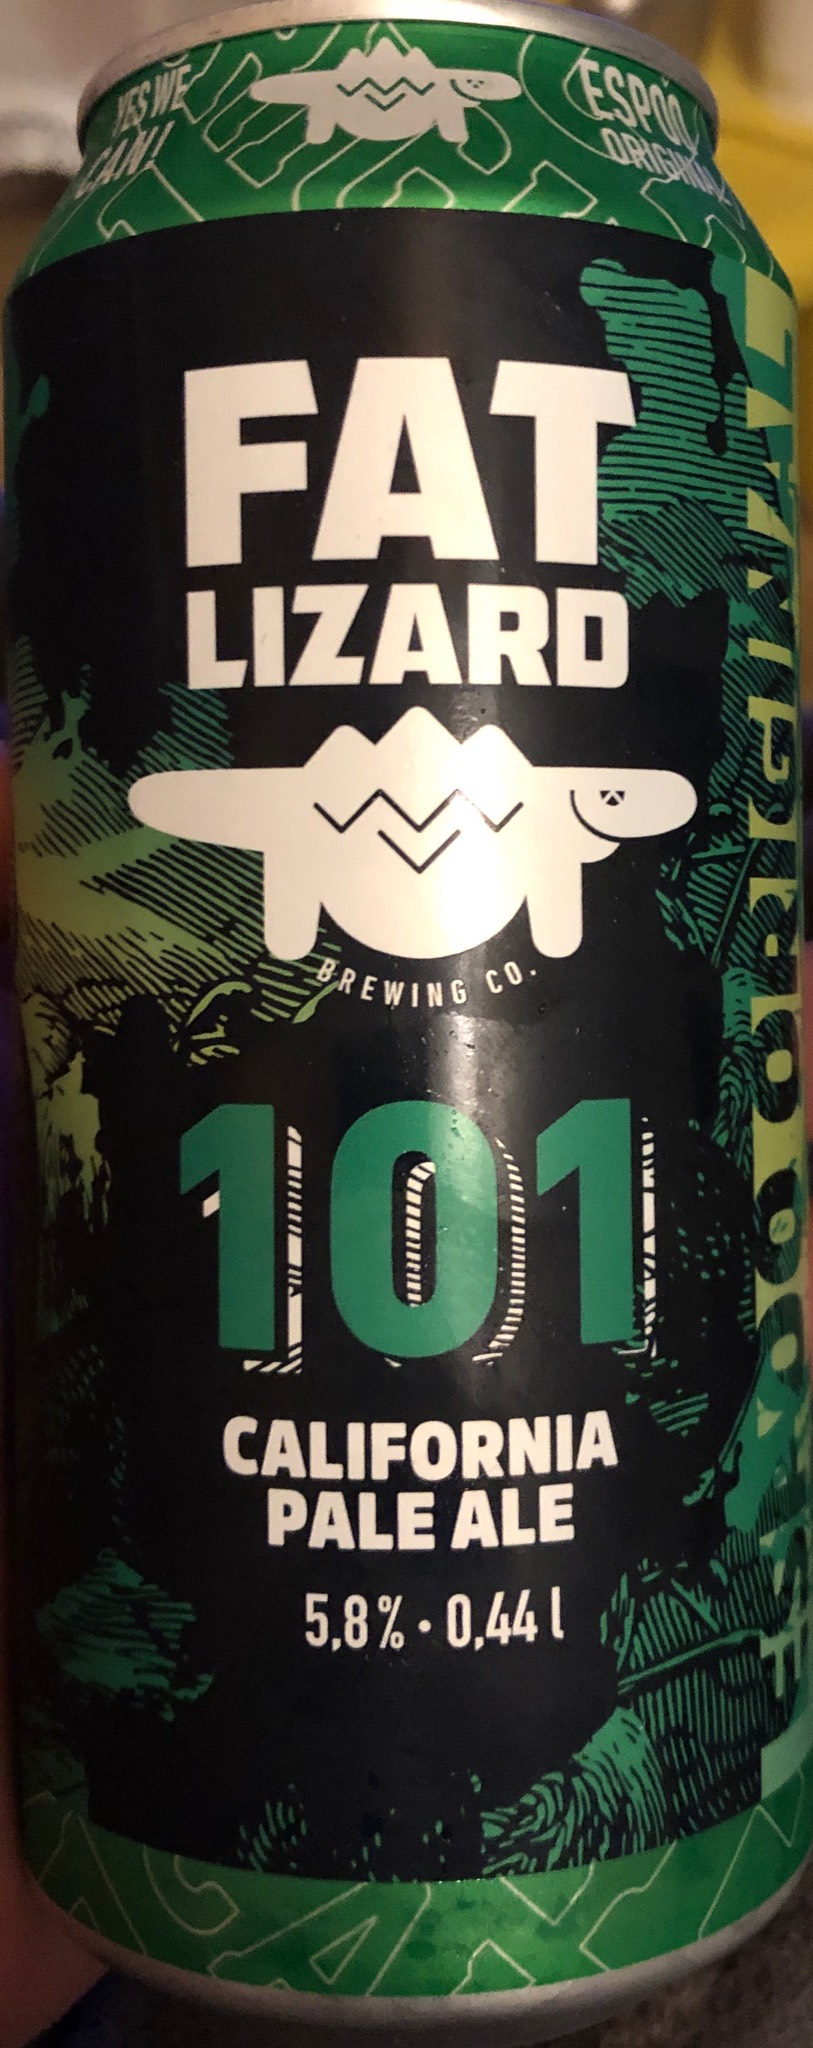 YES WE
CAN!
ESPOO
ORIGINAL
FAT
LIZARD
BREWING CO.
101
CALIFORNIA
PALE ALE
5,8% · 0,44 l